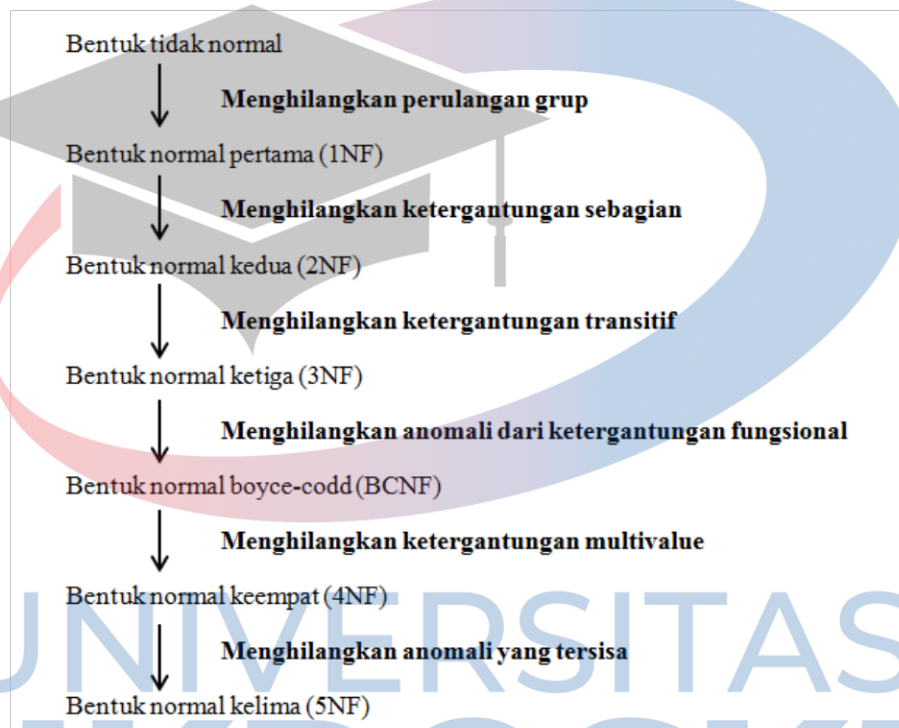 Bentuk tidak normal
Menghilangkan perulangan grup
Bentuk normal pertama (1NF)
Menghilangkan ketergantungan sebagian
Bentuk normal kedua (2NF)
Menghilangkan ketergantungan transitif
Bentuk normal ketiga (3NF)
Menghilangkan anomali dari ketergantungan fungsional
Bentuk normal boyce-codd (BCNF)
Menghilangkan ketergantungan multivalue
Bentuk normal keempat (4NF)
Menghilangkan anomali yang tersisa
Bentuk normal kelima (5NF)
UNIVERSITAS